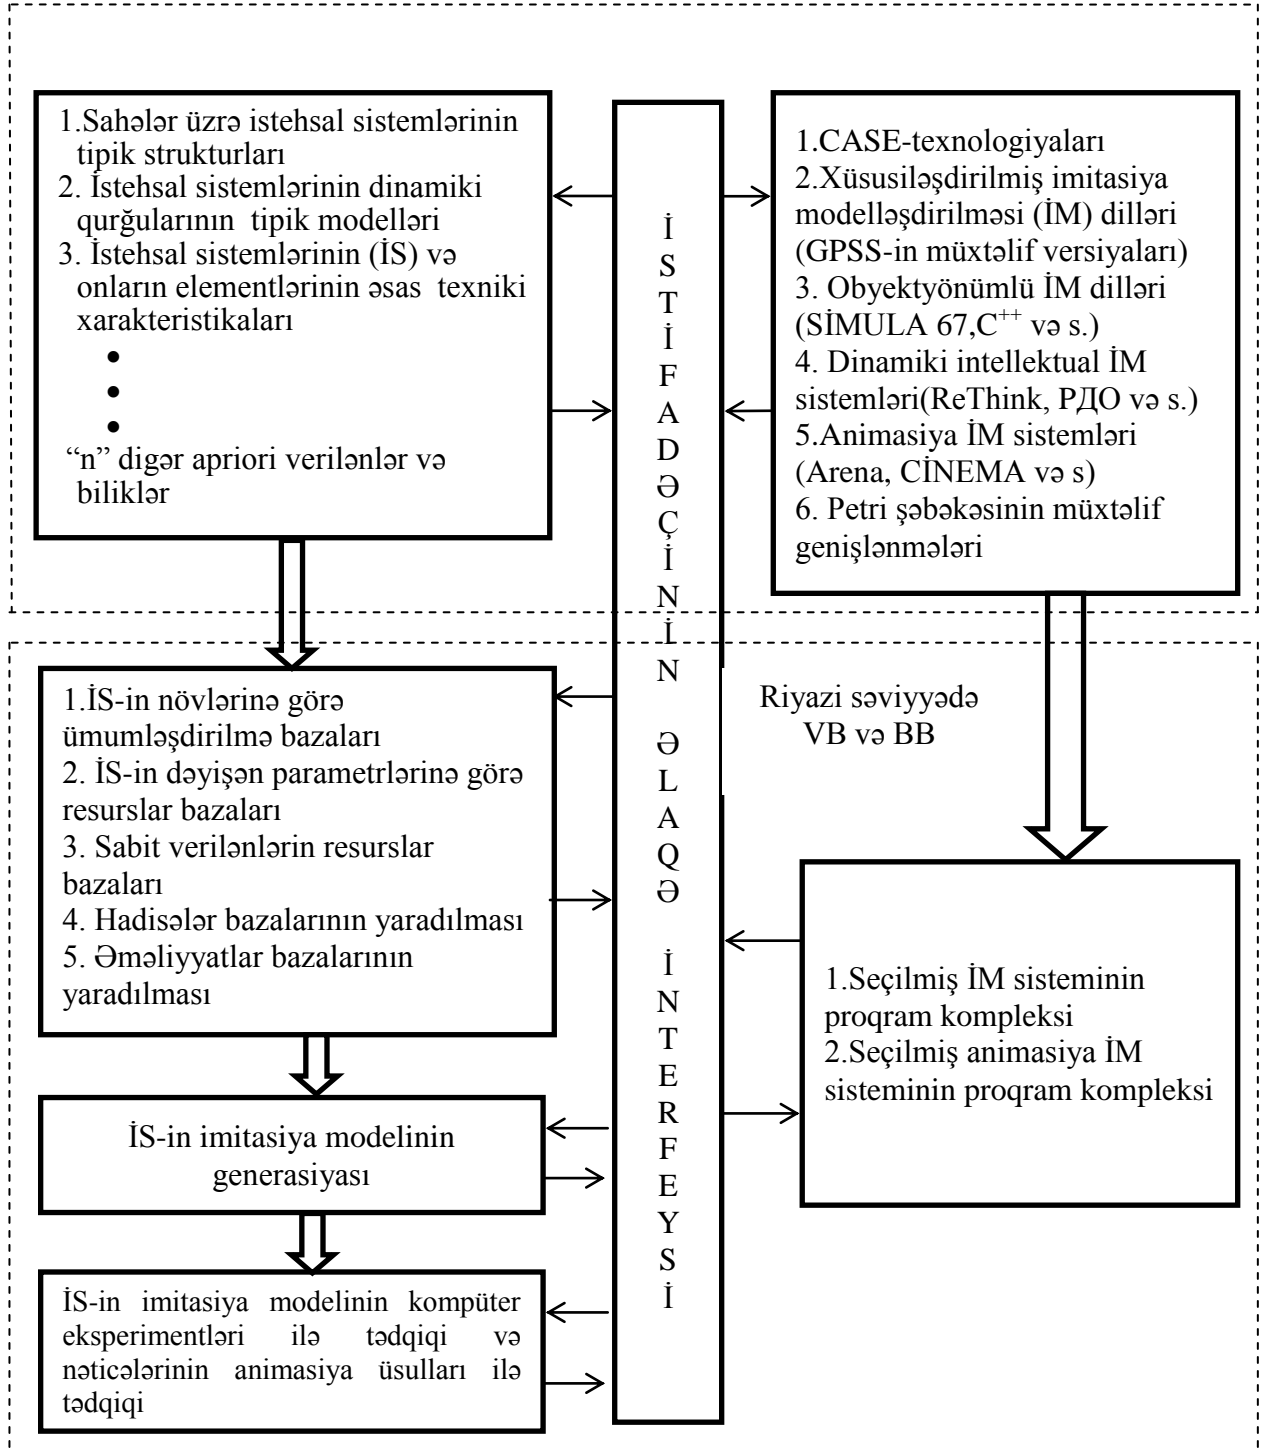 1.Sahələr üzrə istehsal sistemlərinin
tipik strukturları
2. İstehsal sistemlərinin dinamiki
qurğularının tipik modelləri
3. İstehsal sistemlərinin (İS) və
onların elementlərinin əsas texniki
xarakteristikaları
•
•
•
“n” digər apriori verilənlər və
biliklər
İSTİFADƏÇİNİN ƏLAQƏ İNTERFEYSİ
1.CASE-texnologiyaları
2.Xüsusiləşdirilmiş imitasiya
modelləşdirilməsi (İM) dilləri
(GPSS-in müxtəlif versiyaları)
3. Obyektyönümlü İM dilləri
(SİMULA 67,C++ və s.)
4. Dinamiki intellektual İM
sistemləri(ReThink, РДО və s.)
5.Animasiya İM sistemləri
(Arena, CİNEMA və s)
6. Petri şəbəkəsinin müxtəlif
genişlənmələri
1.İS-in növlərinə görə
ümumləşdirilmə bazaları
2. İS-in dəyişən parametrlərinə görə
resurslar bazaları
3. Sabit verilənlərin resurslar
bazaları
4. Hadisələr bazalarının yaradılması
5. Əməliyyatlar bazalarının
yaradılması
Riyazi səviyyədə
VB və BB
1.Seçilmiş İM sisteminin
proqram kompleksi
2.Seçilmiş animasiya İM
sisteminin proqram kompleksi
İS-in imitasiya modelinin
generasiyası
İS-in imitasiya modelinin kompüter
eksperimentləri ilə tədqiqi və
nəticələrinin animasiya üsulları ilə
tədqiqi